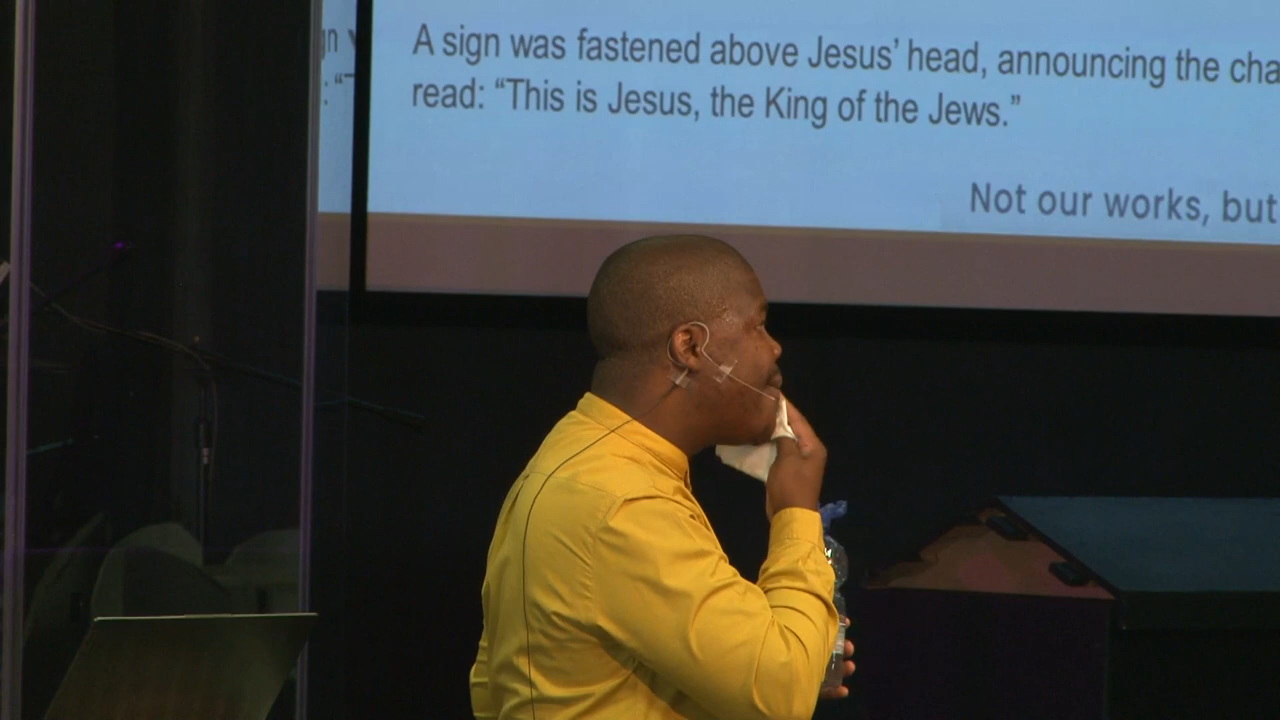 A sign was fastened above Jesus’ head, announcing the
read: “This is Jesus, the King of the Jews.”
Not our works, but